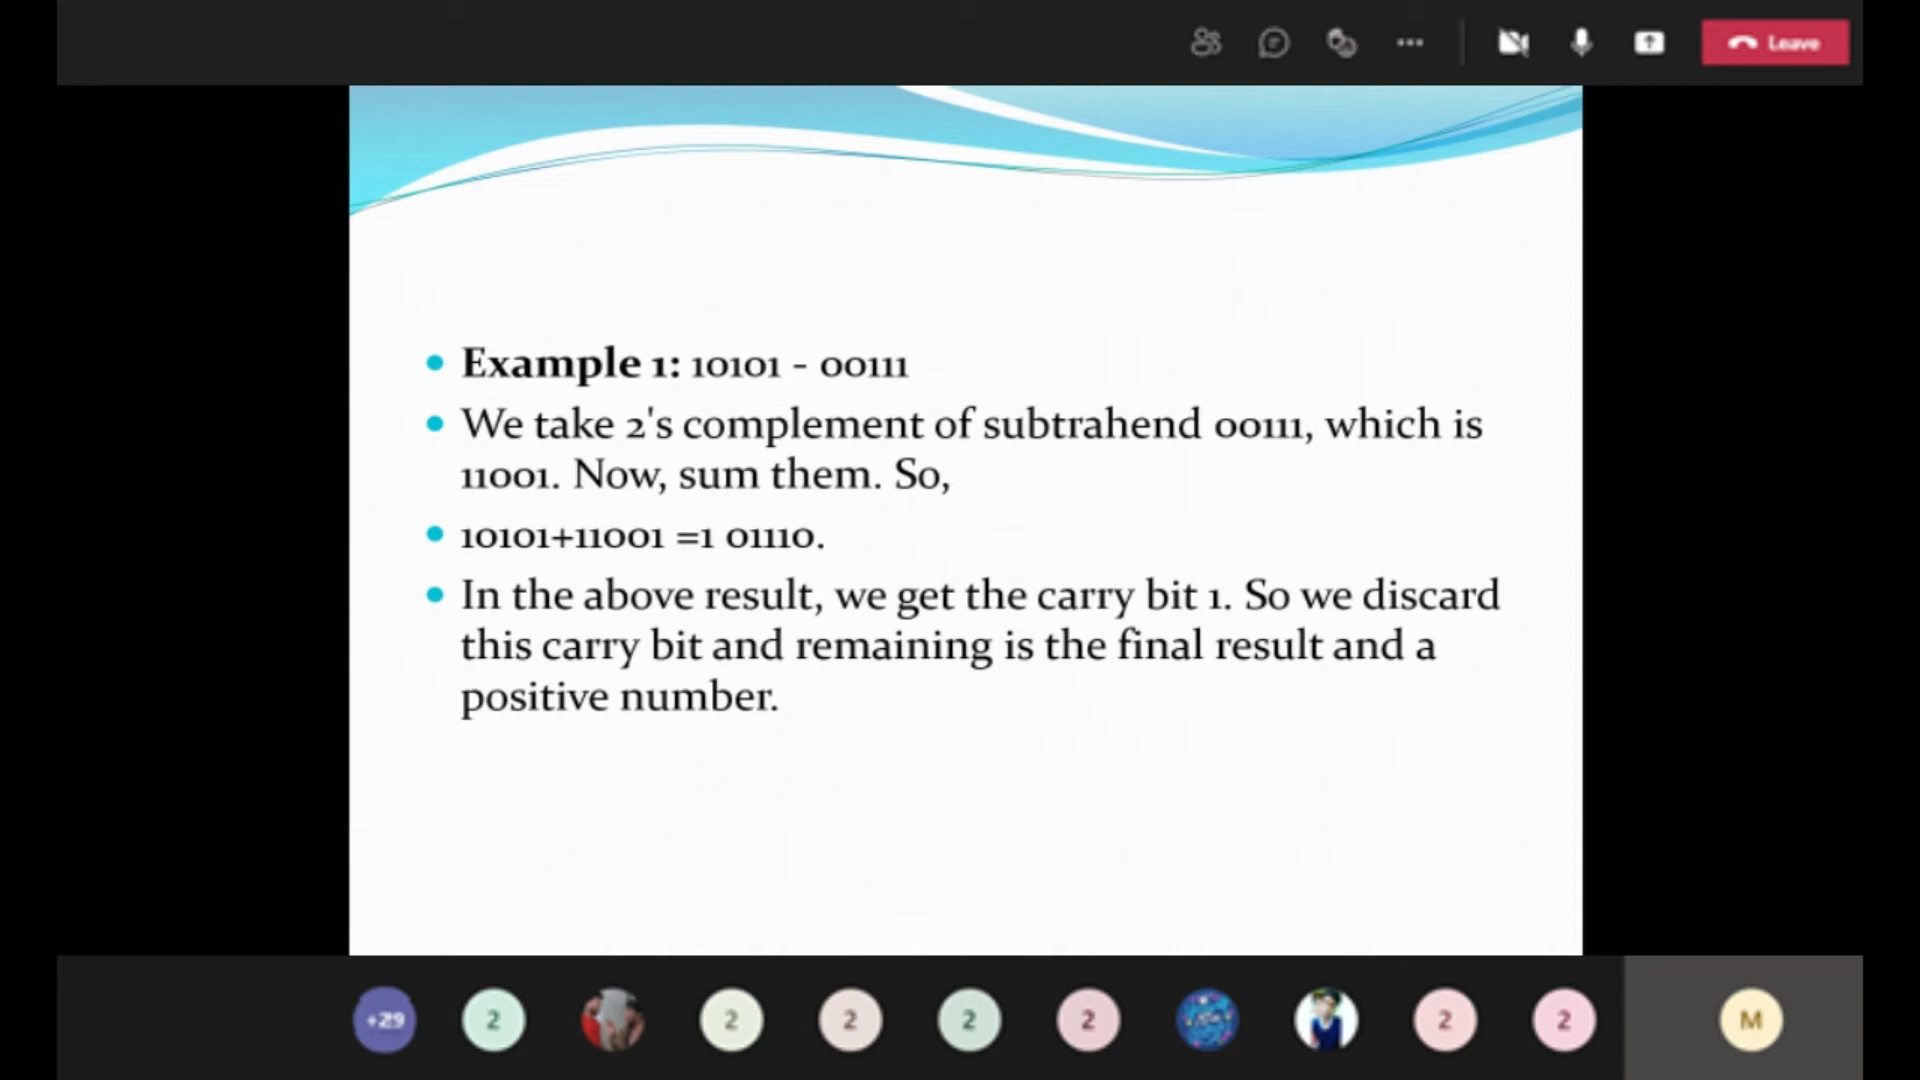 Leave
Example 1: 10101 - 00111
We take 2's complement of subtrahend 00111, which is
11001. Now, sum them. So,
10101+11001 =1 01110.
In the above result, we get the carry bit 1. So we discard
this carry bit and remaining is the final result and a
positive number.
+29 2 2 2 2 2 2 2 M